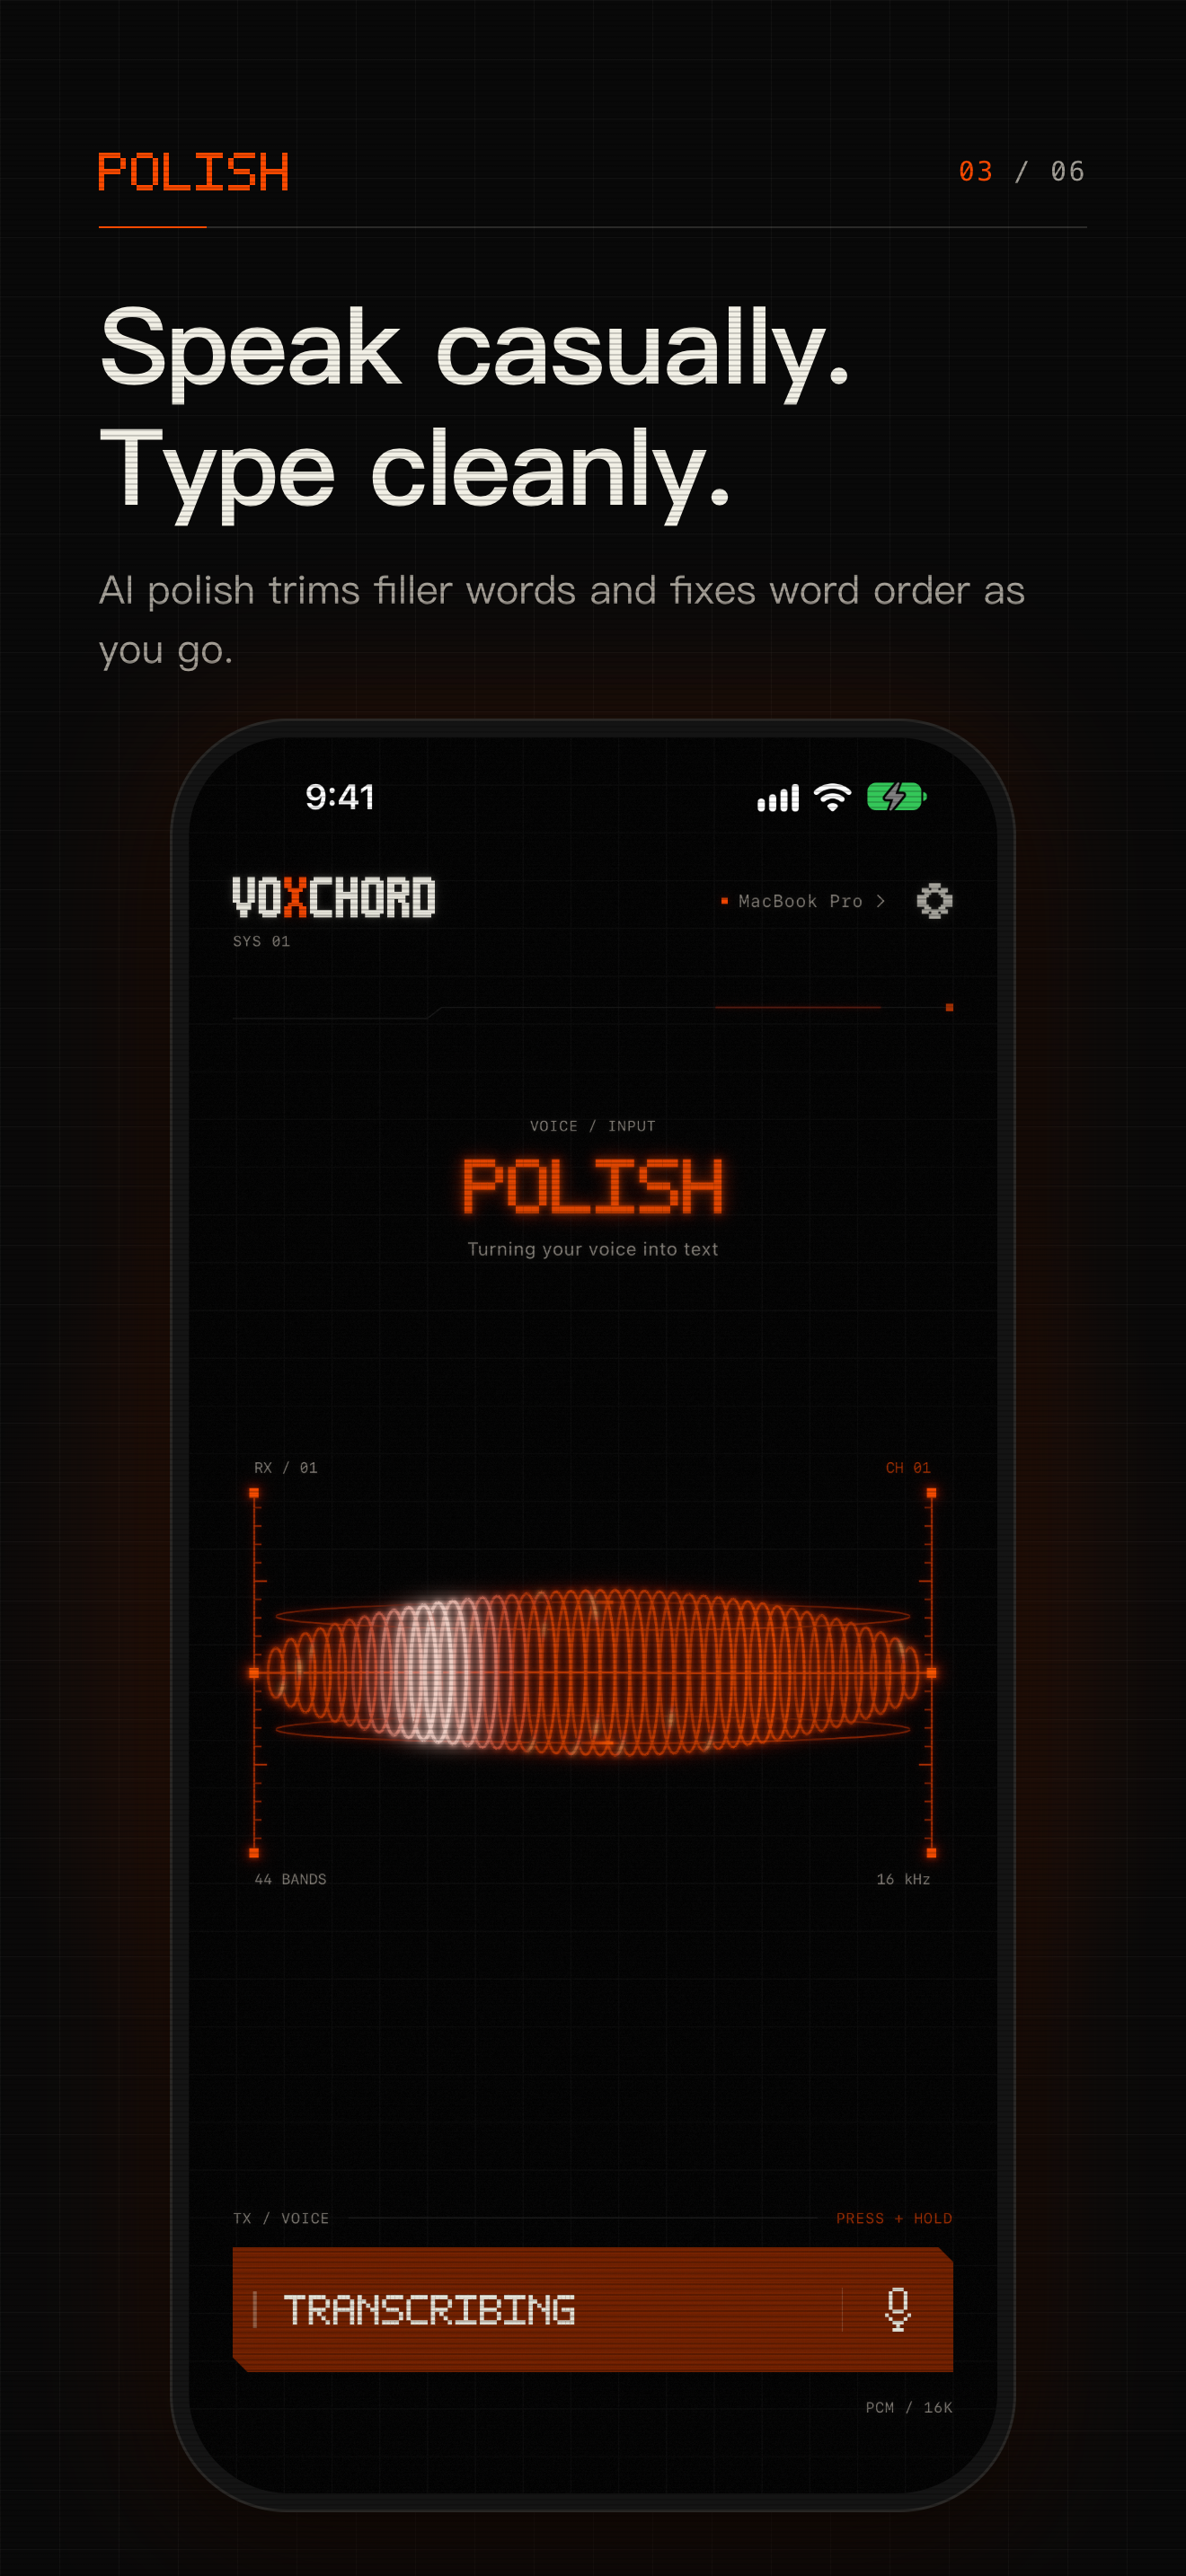 POLISH
03 / 06
Speak casually.
Type cleanly.
AI polish trims filler words and fixes word order as
you go.
9:41
VOXCHORD
MacBook Pro >
SYS 01
VOICE / INPUT
POLISH
Turning your voice into text
RX / 01
CH 01
44 BANDS
16 kHz
TX / VOICE
PRESS + HOLD
TRANSCRIBING
PCM / 16K